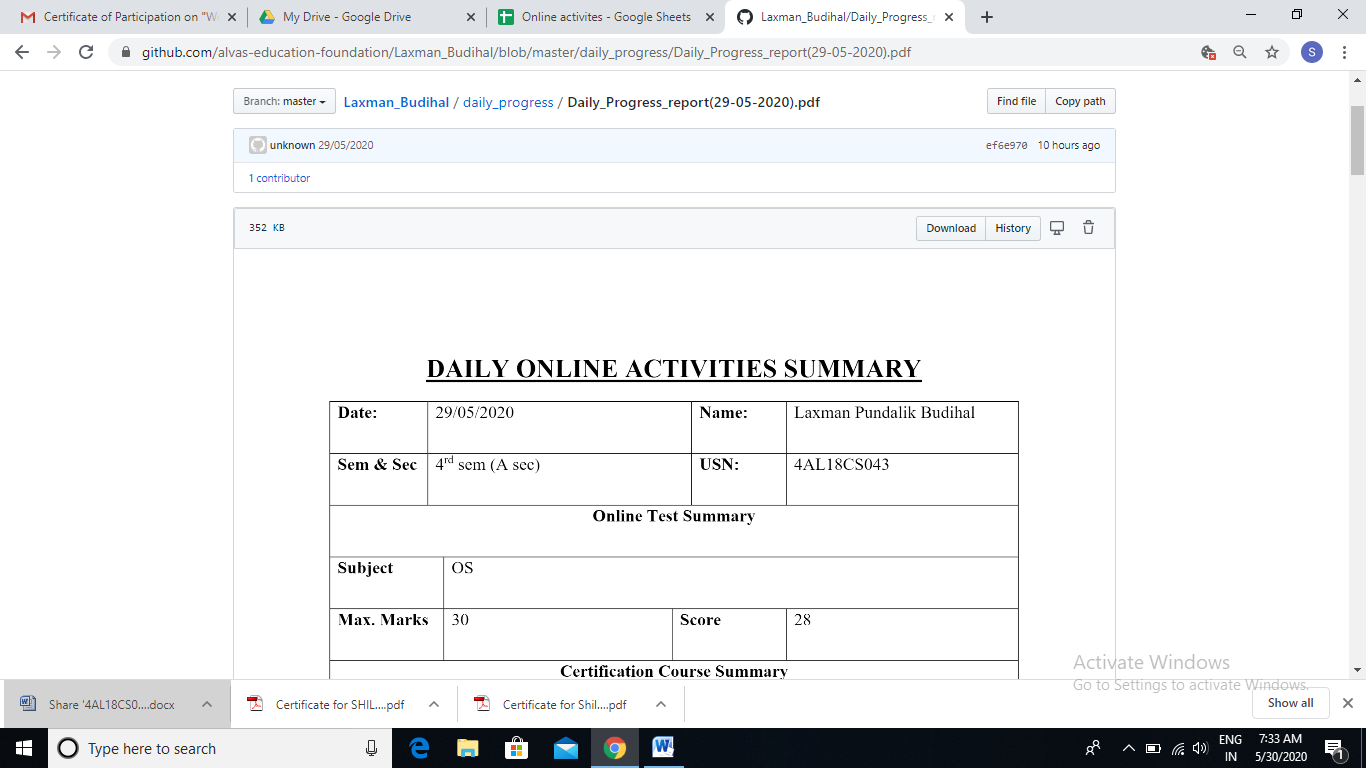 Certificate of Participation on "W
My Drive - Google Drive
Online activites - Google Sheets
Laxman_Budihal/Daily_Progress_
github.com/alvas-education-foundation/Laxman_Budihal/blob/master/daily_progress/Daily_Progress_report(29-05-2020).pdf
S
Branch: master
Laxman_Budihal / daily_progress / Daily_Progress_report(29-05-2020).pdf
Find file
Copy path
unknown 29/05/2020
ef6e970 10 hours ago
1 contributor
352 KB
Download
History
DAILY ONLINE ACTIVITIES SUMMARY
Date: 29/05/2020 Name: Laxman Pundalik Budihal
Sem & Sec 4rd sem (A sec) USN: 4AL18CS043
Online Test Summary
Subject OS
Max. Marks 30 Score 28
Certification Course Summary
Activate Windows
Go to Settings to activate Windows.
Share '4AL18CS0....docx
Certificate for SHIL....pdf
Certificate for Shil....pdf
Show all
Type here to search
ENG
IN
7:33 AM
5/30/2020
1